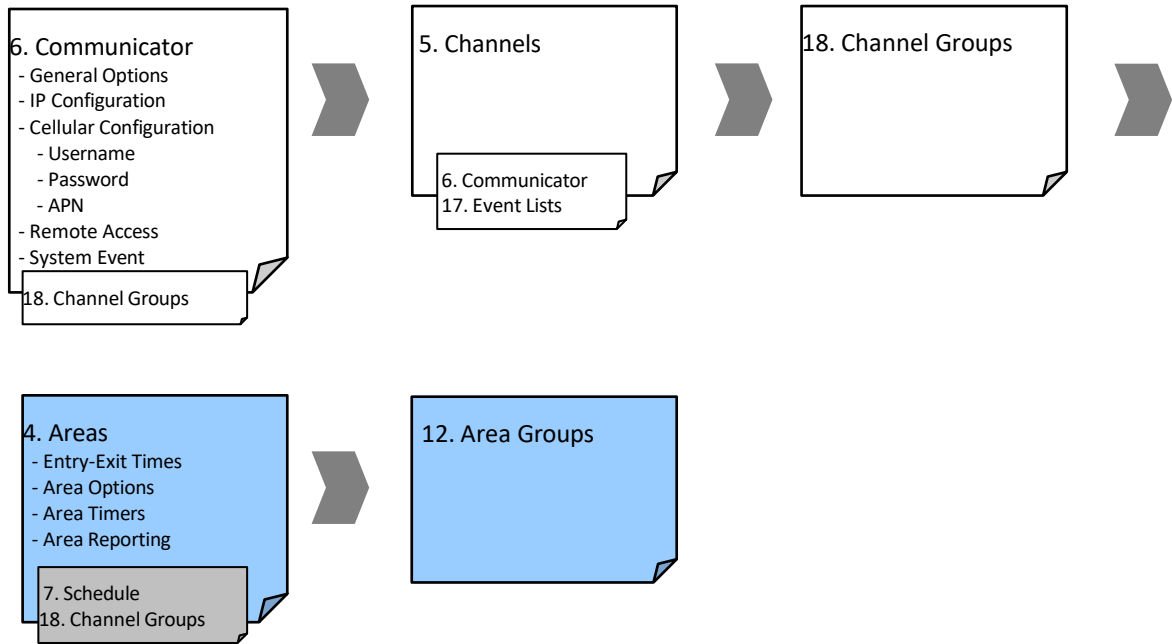 6. Communicator
- General Options
- IP Configuration
- Cellular Configuration
- Username
- Password
- APN
- Remote Access
- System Event
18. Channel Groups
5. Channels
6. Communicator
17. Event Lists
18. Channel Groups
4. Areas
- Entry-Exit Times
- Area Options
- Area Timers
- Area Reporting
7. Schedule
18. Channel Groups
12. Area Groups